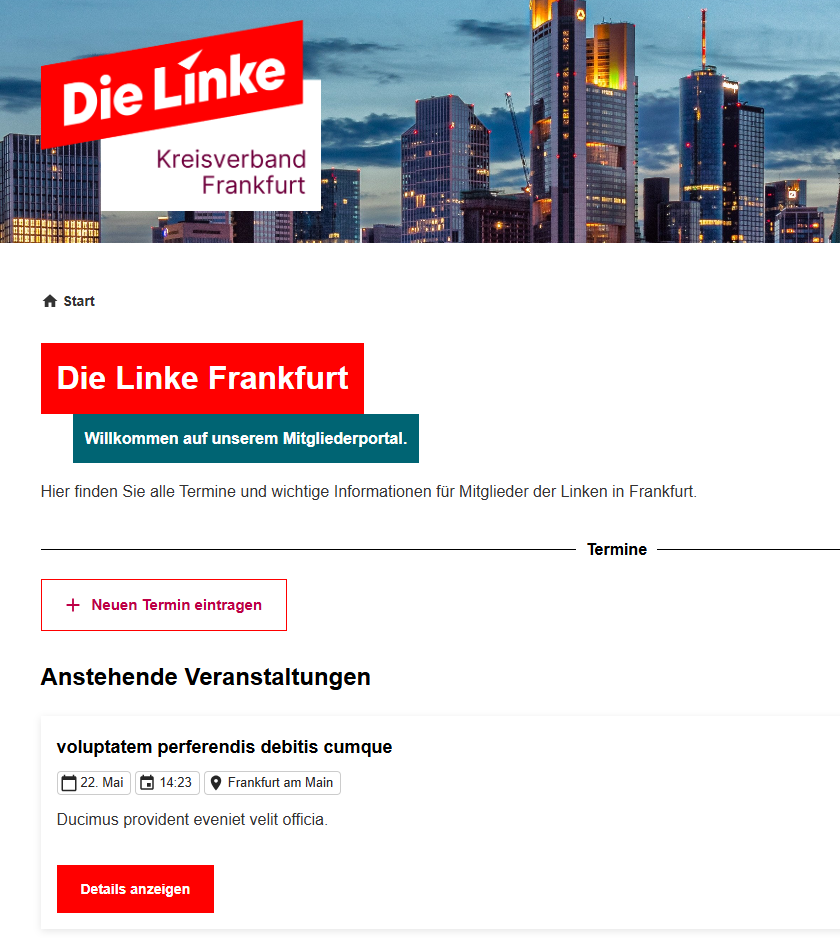 Die Linke
Kreisverband
Frankfurt
Start
Die Linke Frankfurt
Willkommen auf unserem Mitgliederportal.
Hier finden Sie alle Termine und wichtige Informationen für Mitglieder der Linken in Frankfurt.
Termine
Neuen Termin eintragen
Anstehende Veranstaltungen
voluptatem perferendis debitis cumque
22. Mai 14:23 Frankfurt am Main
Ducimus provident eveniet velit officia.
Details anzeigen